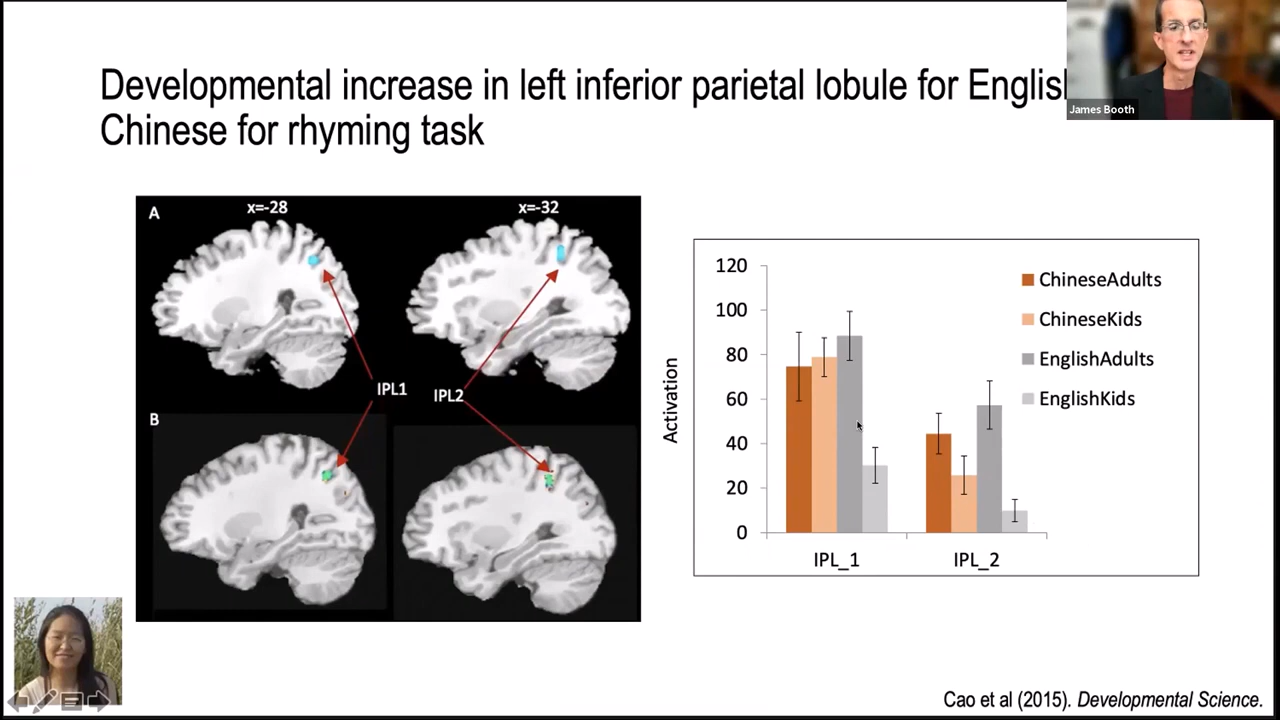 Developmental increase in left inferior parietal lobule for Englis
Chinese for rhyming task
James Booth
A
x=-28
x=-32
IPL1
IPL2
B
120
100
80
60
40
20
0
Activation
IPL_1
IPL_2
ChineseAdults
ChineseKids
EnglishAdults
EnglishKids
Cao et al (2015). Developmental Science.